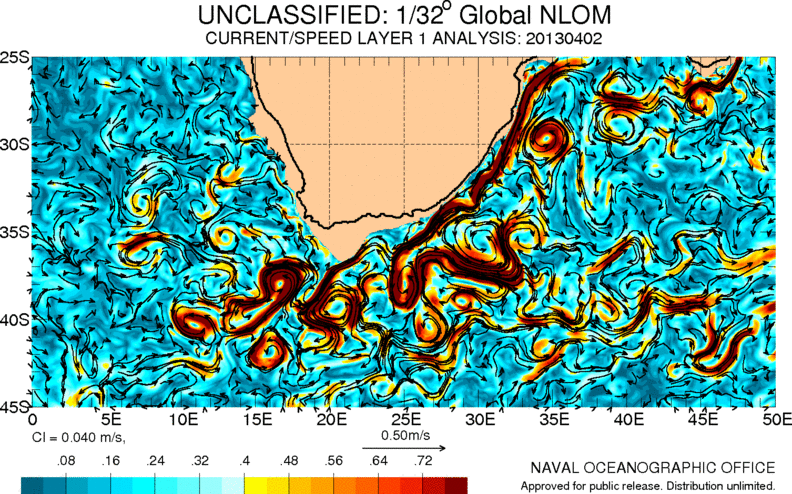 UNCLASSIFIED: 1/32° Global NLOM
CURRENT/SPEED LAYER 1 ANALYSIS: 20130402
25S
30S
35S
40S
45S
0 5E 10E 15E 20E 25E 30E 35E 40E 45E 50E
CI = 0.040 m/s,
0.50m/s
.08 .16 .24 .32 .4 .48 .56 .64 .72
NAVAL OCEANOGRAPHIC OFFICE
Approved for public release. Distribution unlimited.